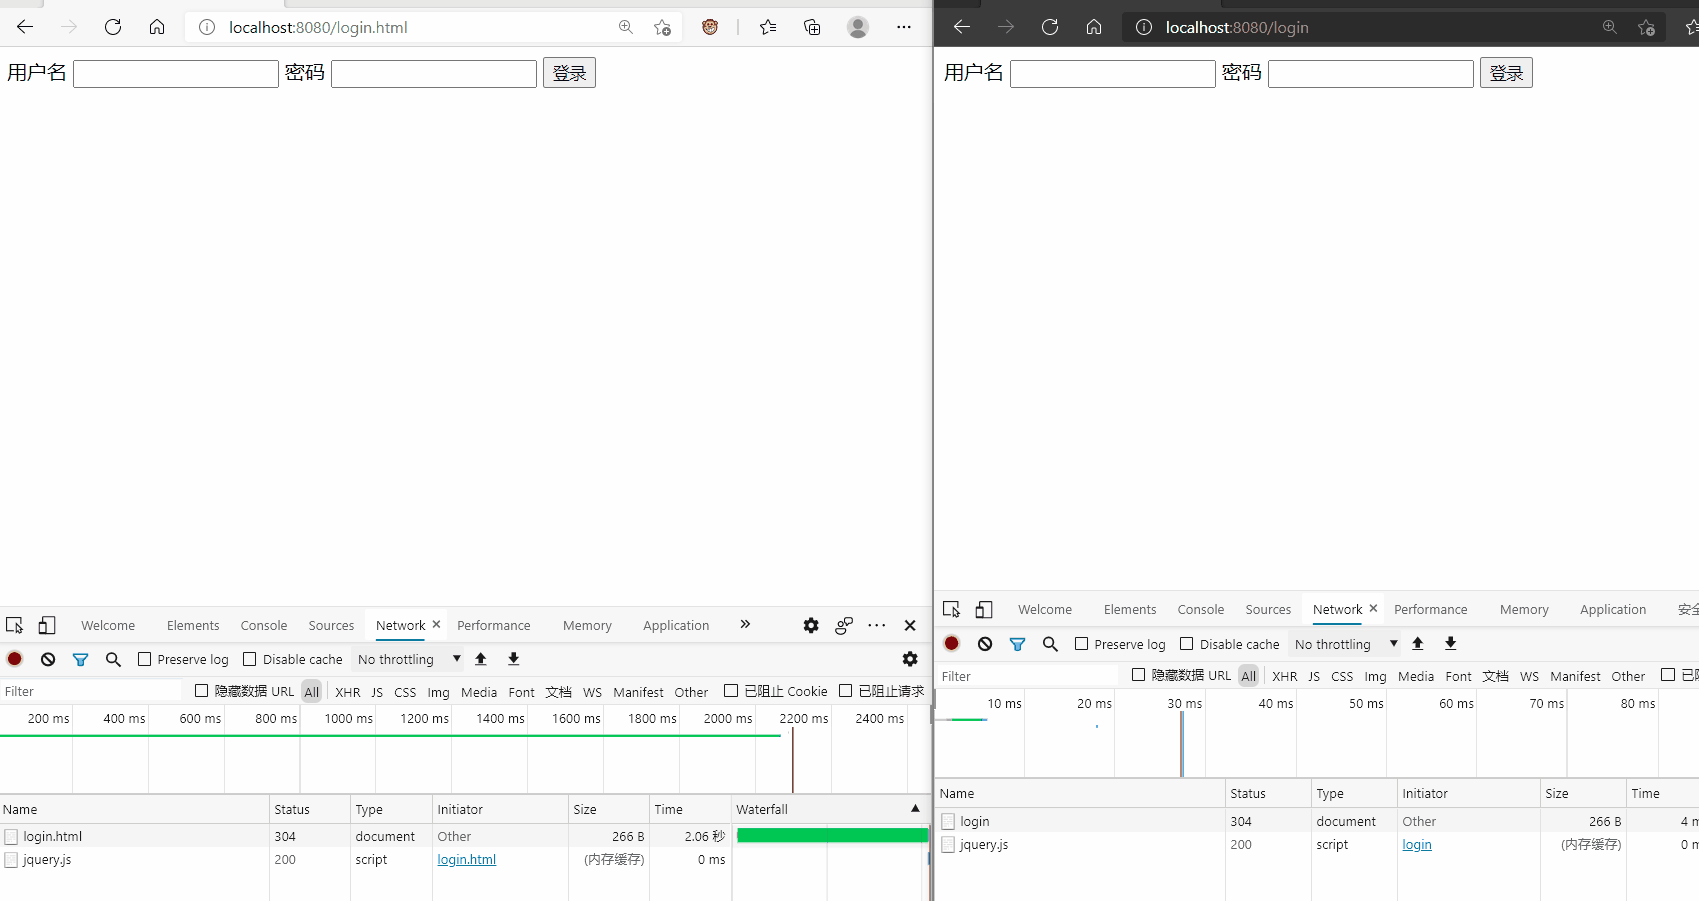 localhost:8080/login.html
用户名 密码 登录
Welcome Elements Console Sources Network Performance Memory Application
Preserve log Disable cache No throttling
Filter 隐藏数据 URL All XHR JS CSS Img Media Font 文档 WS Manifest Other 已阻止 Cookie 已阻止请求
200 ms 400 ms 600 ms 800 ms 1000 ms 1200 ms 1400 ms 1600 ms 1800 ms 2000 ms 2200 ms 2400 ms
Name Status Type Initiator Size Time Waterfall
login.html 304 document Other 266 B 2.06 秒
jquery.js 200 script login.html (内存缓存) 0 ms
localhost:8080/login
用户名 密码 登录
Welcome Elements Console Sources Network Performance Memory Application 安全
Preserve log Disable cache No throttling
Filter 隐藏数据 URL All XHR JS CSS Img Media Font 文档 WS Manifest Other 已
10 ms 20 ms 30 ms 40 ms 50 ms 60 ms 70 ms 80 ms
Name Status Type Initiator Size Time
login 304 document Other 266 B 4 m
jquery.js 200 script login (内存缓存) 0 m